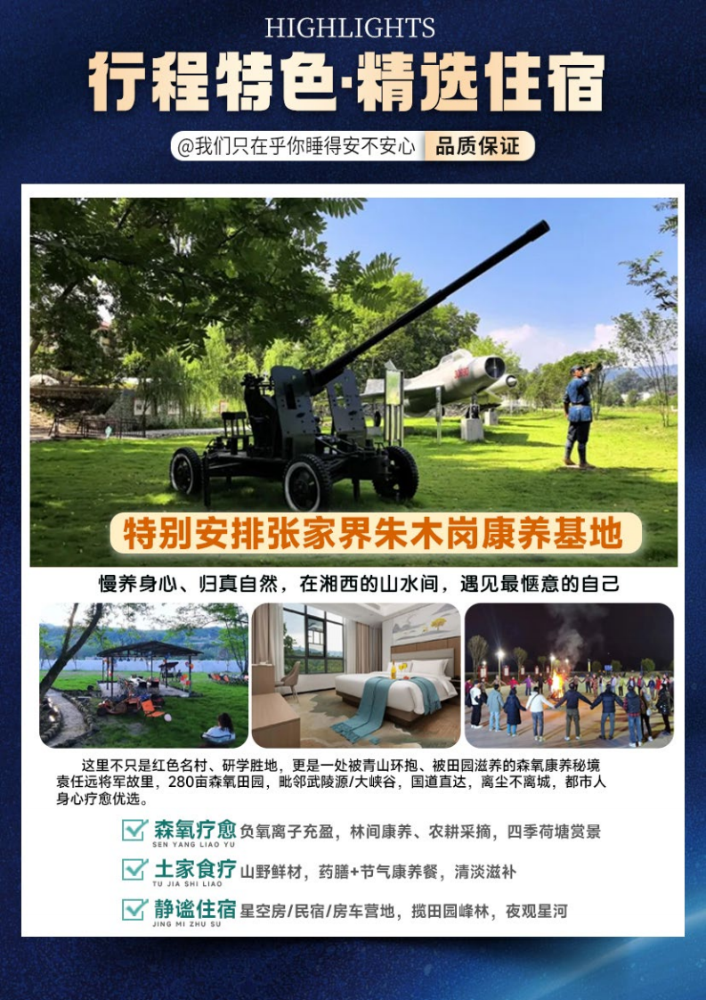 HIGHLIGHTS
行程特色·精选住宿
@我们只在乎你睡得安不安心 品质保证
特别安排张家界朱木岗康养基地
慢养身心、归真自然，在湘西的山水间，遇见最惬意的自己
这里不只是红色名村、研学胜地，更是一处被青山环抱、被田园滋养的森氧康养秘境
袁任远将军故里，280亩森氧田园，毗邻武陵源/大峡谷，国道直达，离尘不离城，都市人
身心疗愈优选。
森氧疗愈 负氧离子充盈，林间康养、农耕采摘，四季荷塘赏景
SEN YANG LIAO YU
土家食疗 山野鲜材，药膳+节气康养餐，清淡滋补
TU JIA SHI LIAO
静谧住宿 星空房/民宿/房车营地，揽田园峰林，夜观星河
JING MI ZHU SU